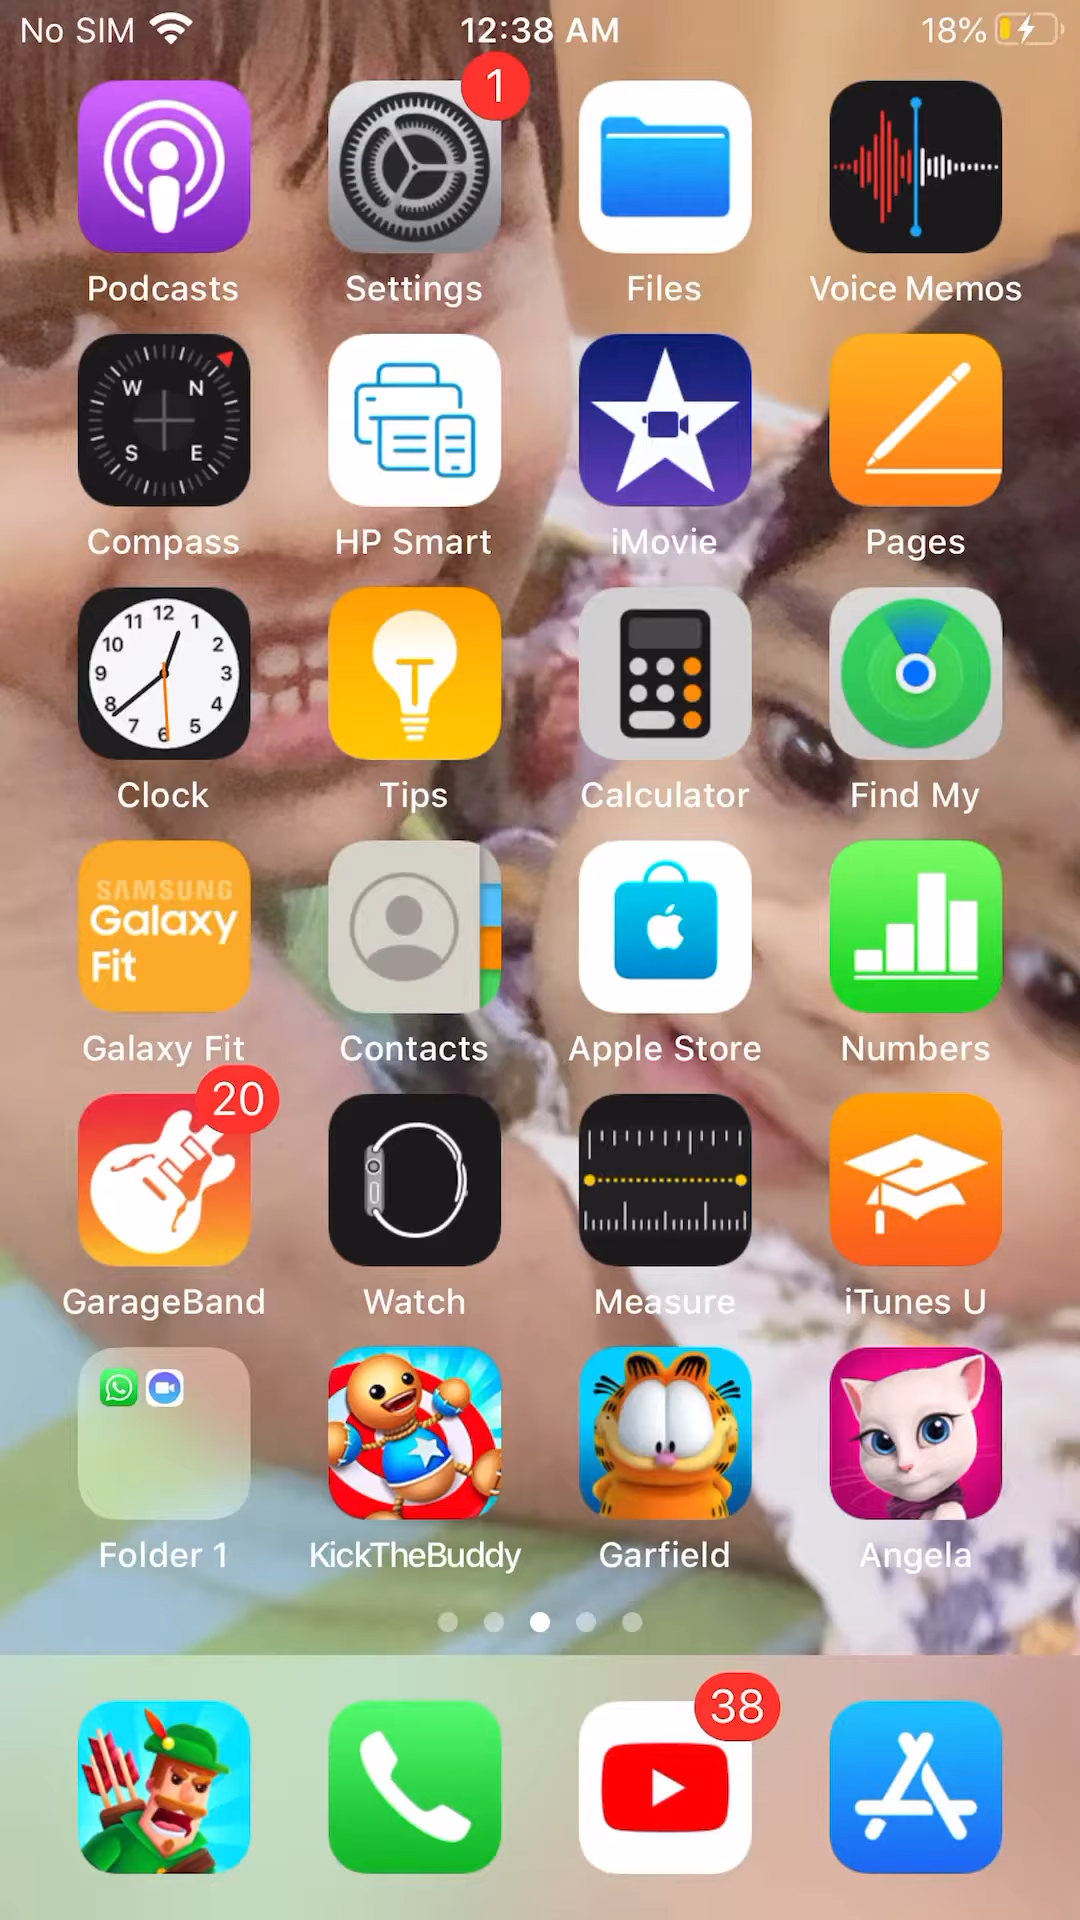 No SIM 12:38 AM 18%
1
Podcasts Settings Files Voice Memos
W N
S E
Compass HP Smart iMovie Pages
12
11 1
10 2
9 3
8 4
7 5
6
Clock Tips Calculator Find My
SAMSUNG
Galaxy
Fit
Galaxy Fit Contacts Apple Store Numbers
20
GarageBand Watch Measure iTunes U
Folder 1 KickTheBuddy Garfield Angela
38